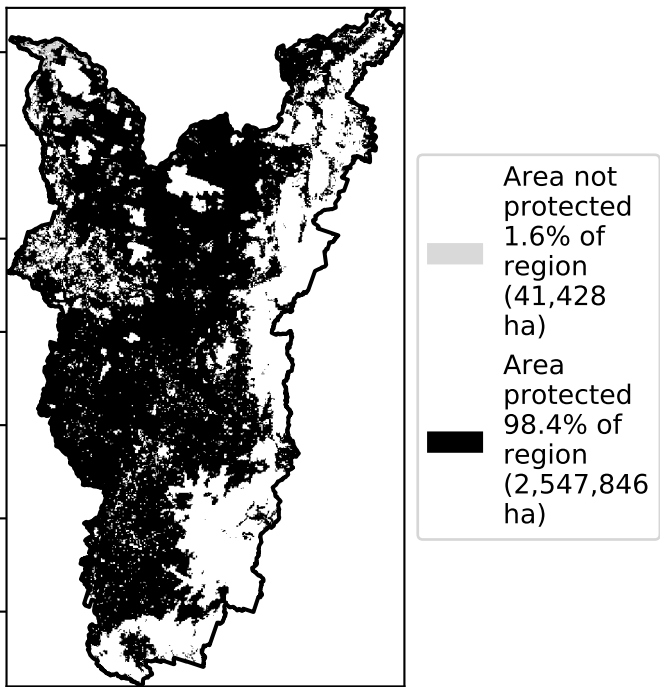 Area not
protected
1.6% of
region
(41,428
ha)
Area
protected
98.4% of
region
(2,547,846
ha)